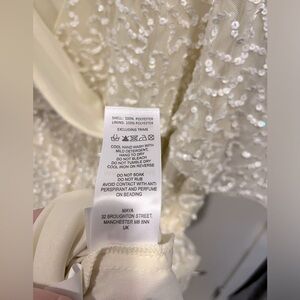 SHELL: 100% POLYESTER
LINING: 100% POLYESTER
EXCLUDING TRIMS
COOL HAND WASH WITH
MILD DETERGENT,
HANG TO DRY
DO NOT BLEACH
DO NOT TUMBLE DRY
COOL IRON ON REVERSE
DO NOT SOAK
DO NOT RUB
AVOID CONTACT WITH ANTI
PERSPIRANT AND PERFUME
ON BEADING
MAYA
32 BROUGHTON STREET,
MANCHESTER M8 8NN
UK